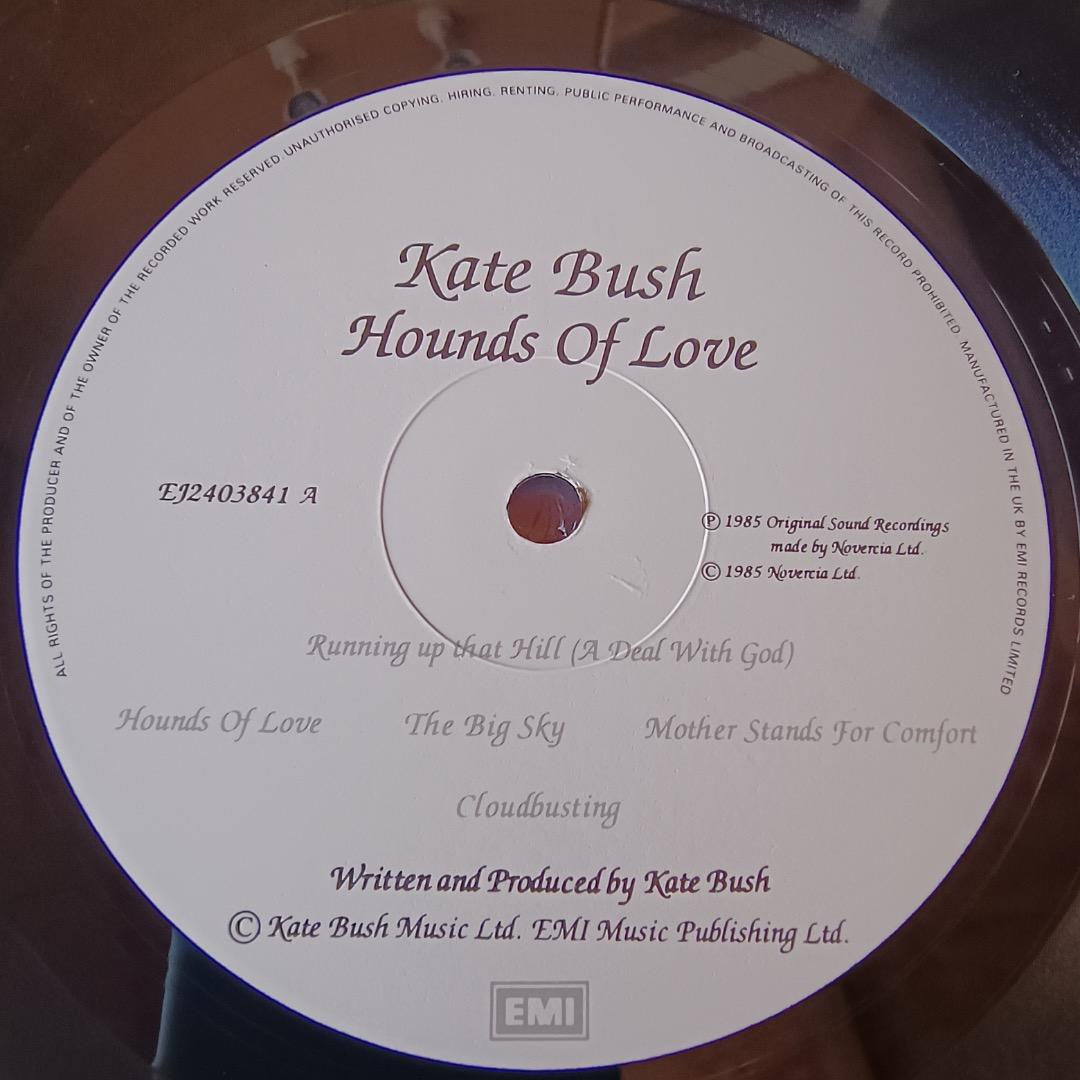 ALL RIGHTS OF THE PRODUCER AND OF THE OWNER OF THE RECORDED WORK RESERVED. UNAUTHORISED COPYING. HIRING. RENTING. PUBLIC PERFORMANCE AND BROADCASTING OF THIS RECORD PROHIBITED. MANUFACTURED IN THE UK BY EMI RECORDS LIMITED
Kate Bush
Hounds Of Love
EJ2403841 A
℗ 1985 Original Sound Recordings
made by Novercia Ltd.
© 1985 Novercia Ltd.
Running up that Hill (A Deal With God)
Hounds Of Love The Big Sky Mother Stands For Comfort
Cloudbusting
Written and Produced by Kate Bush
© Kate Bush Music Ltd. EMI Music Publishing Ltd.
EMI